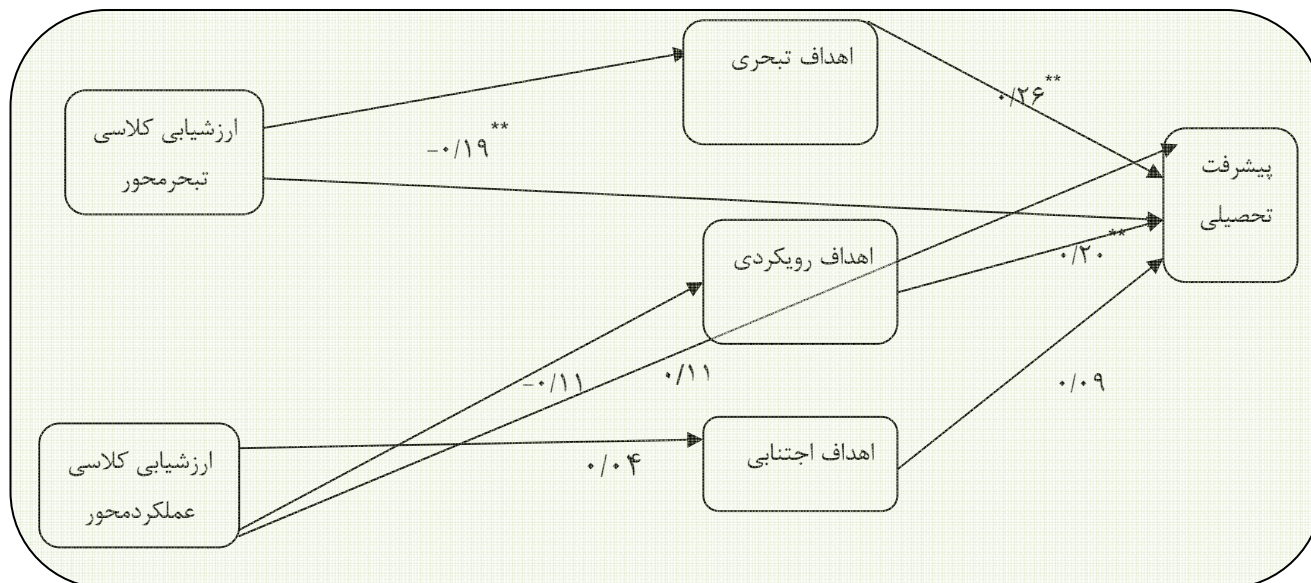 اهداف تبحری
۰/۲۶**
ارزشیابی کلاسی
تبحرمحور
-۰/۱۹**
پیشرفت
تحصیلی
اهداف رویکردی
۰/۲۰**
-۰/۱۱
۰/۱۱
۰/۰۹
اهداف اجتنابی
۰/۰۴
ارزشیابی کلاسی
عملکردمحور